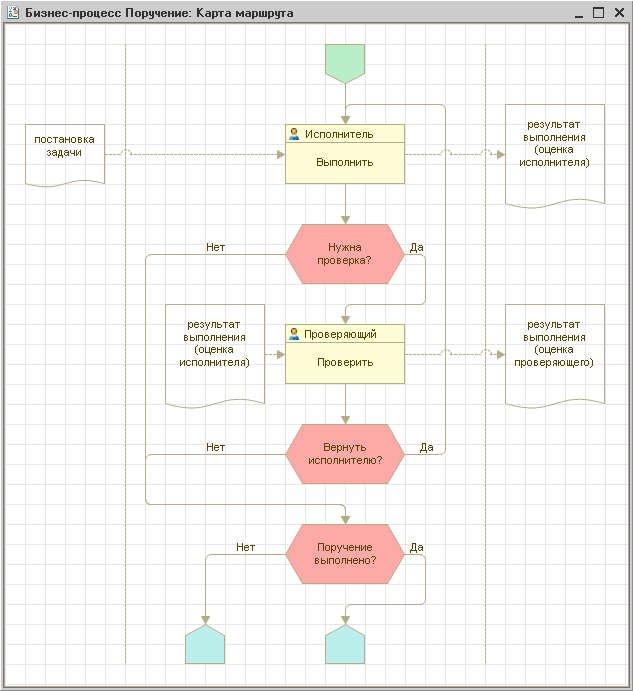 Бизнес-процесс Поручение: Карта маршрута
постановка
задачи
Исполнитель
Выполнить
результат
выполнения
(оценка
исполнителя)
Нет
Нужна
проверка?
Да
результат
выполнения
(оценка
исполнителя)
Проверяющий
Проверить
результат
выполнения
(оценка
проверяющего)
Нет
Вернуть
исполнителю?
Да
Нет
Поручение
выполнено?
Да